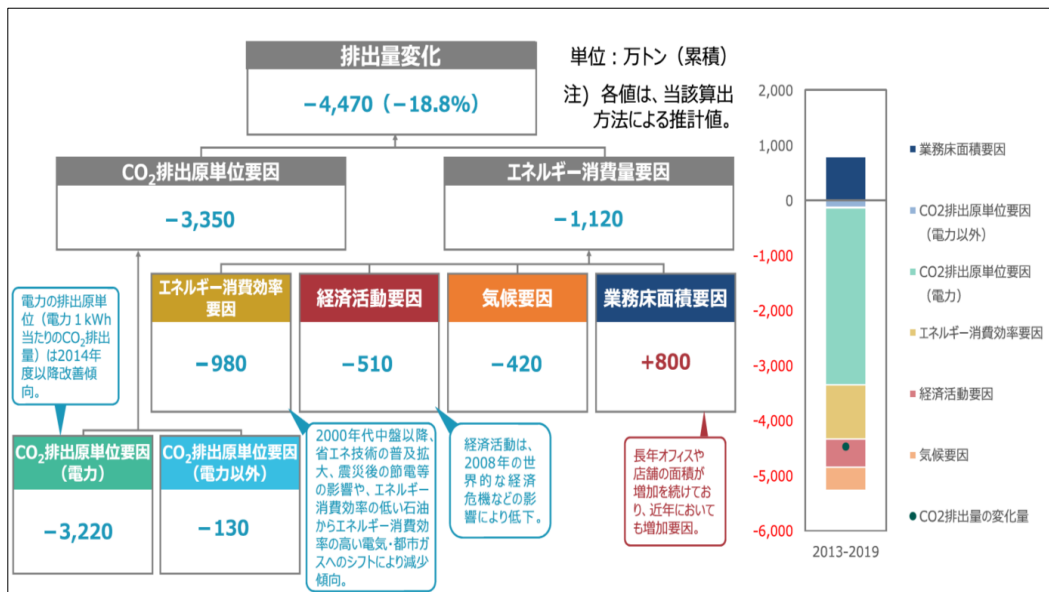 排出量変化
−4,470（−18.8%）
単位：万トン（累積）
注）各値は、当該算出
方法による推計値。
CO₂排出原単位要因
−3,350
エネルギー消費量要因
−1,120
電力の排出原単
位（電力１kWh
当たりのCO₂排出
量）は2014年
度以降改善傾
向。
エネルギー消費効率
要因
−980
経済活動要因
−510
気候要因
−420
業務床面積要因
+800
CO₂排出原単位要因
（電力）
−3,220
CO₂排出原単位要因
（電力以外）
−130
2000年代中盤以降、
省エネ技術の普及拡
大、震災後の節電等
の影響や、エネルギー
消費効率の低い石油
からエネルギー消費効
率の高い電気・都市ガ
スへのシフトにより減少
傾向。
経済活動は、
2008年の世
界的な経済
危機などの影
響により低下。
長年オフィスや
店舗の面積が
増加を続けてお
り、近年において
も増加要因。
2,000
1,000
0
-1,000
-2,000
-3,000
-4,000
-5,000
-6,000
2013-2019
業務床面積要因
CO2排出原単位要因
（電力以外）
CO2排出原単位要因
（電力）
エネルギー消費効率要因
経済活動要因
気候要因
CO2排出量の変化量